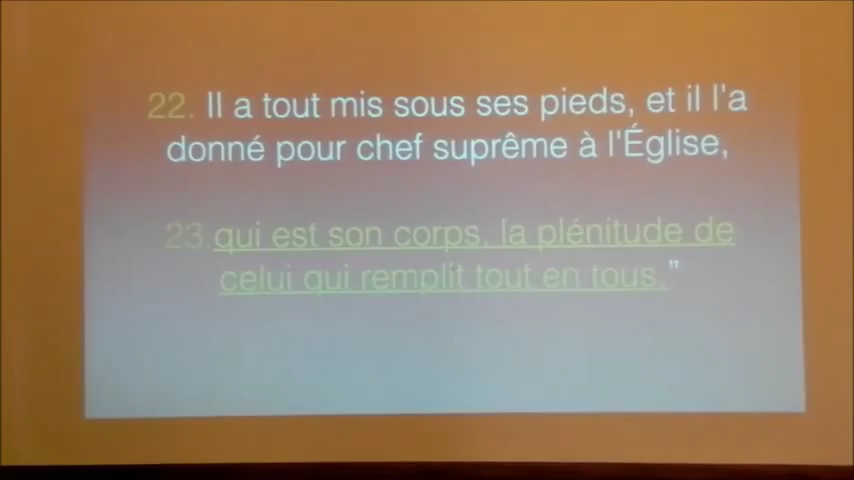 22. Il a tout mis sous ses pieds, et il l'a
donné pour chef suprême à l'Église,
23.qui est son corps, la plénitude de
celui qui remplit tout en tous."